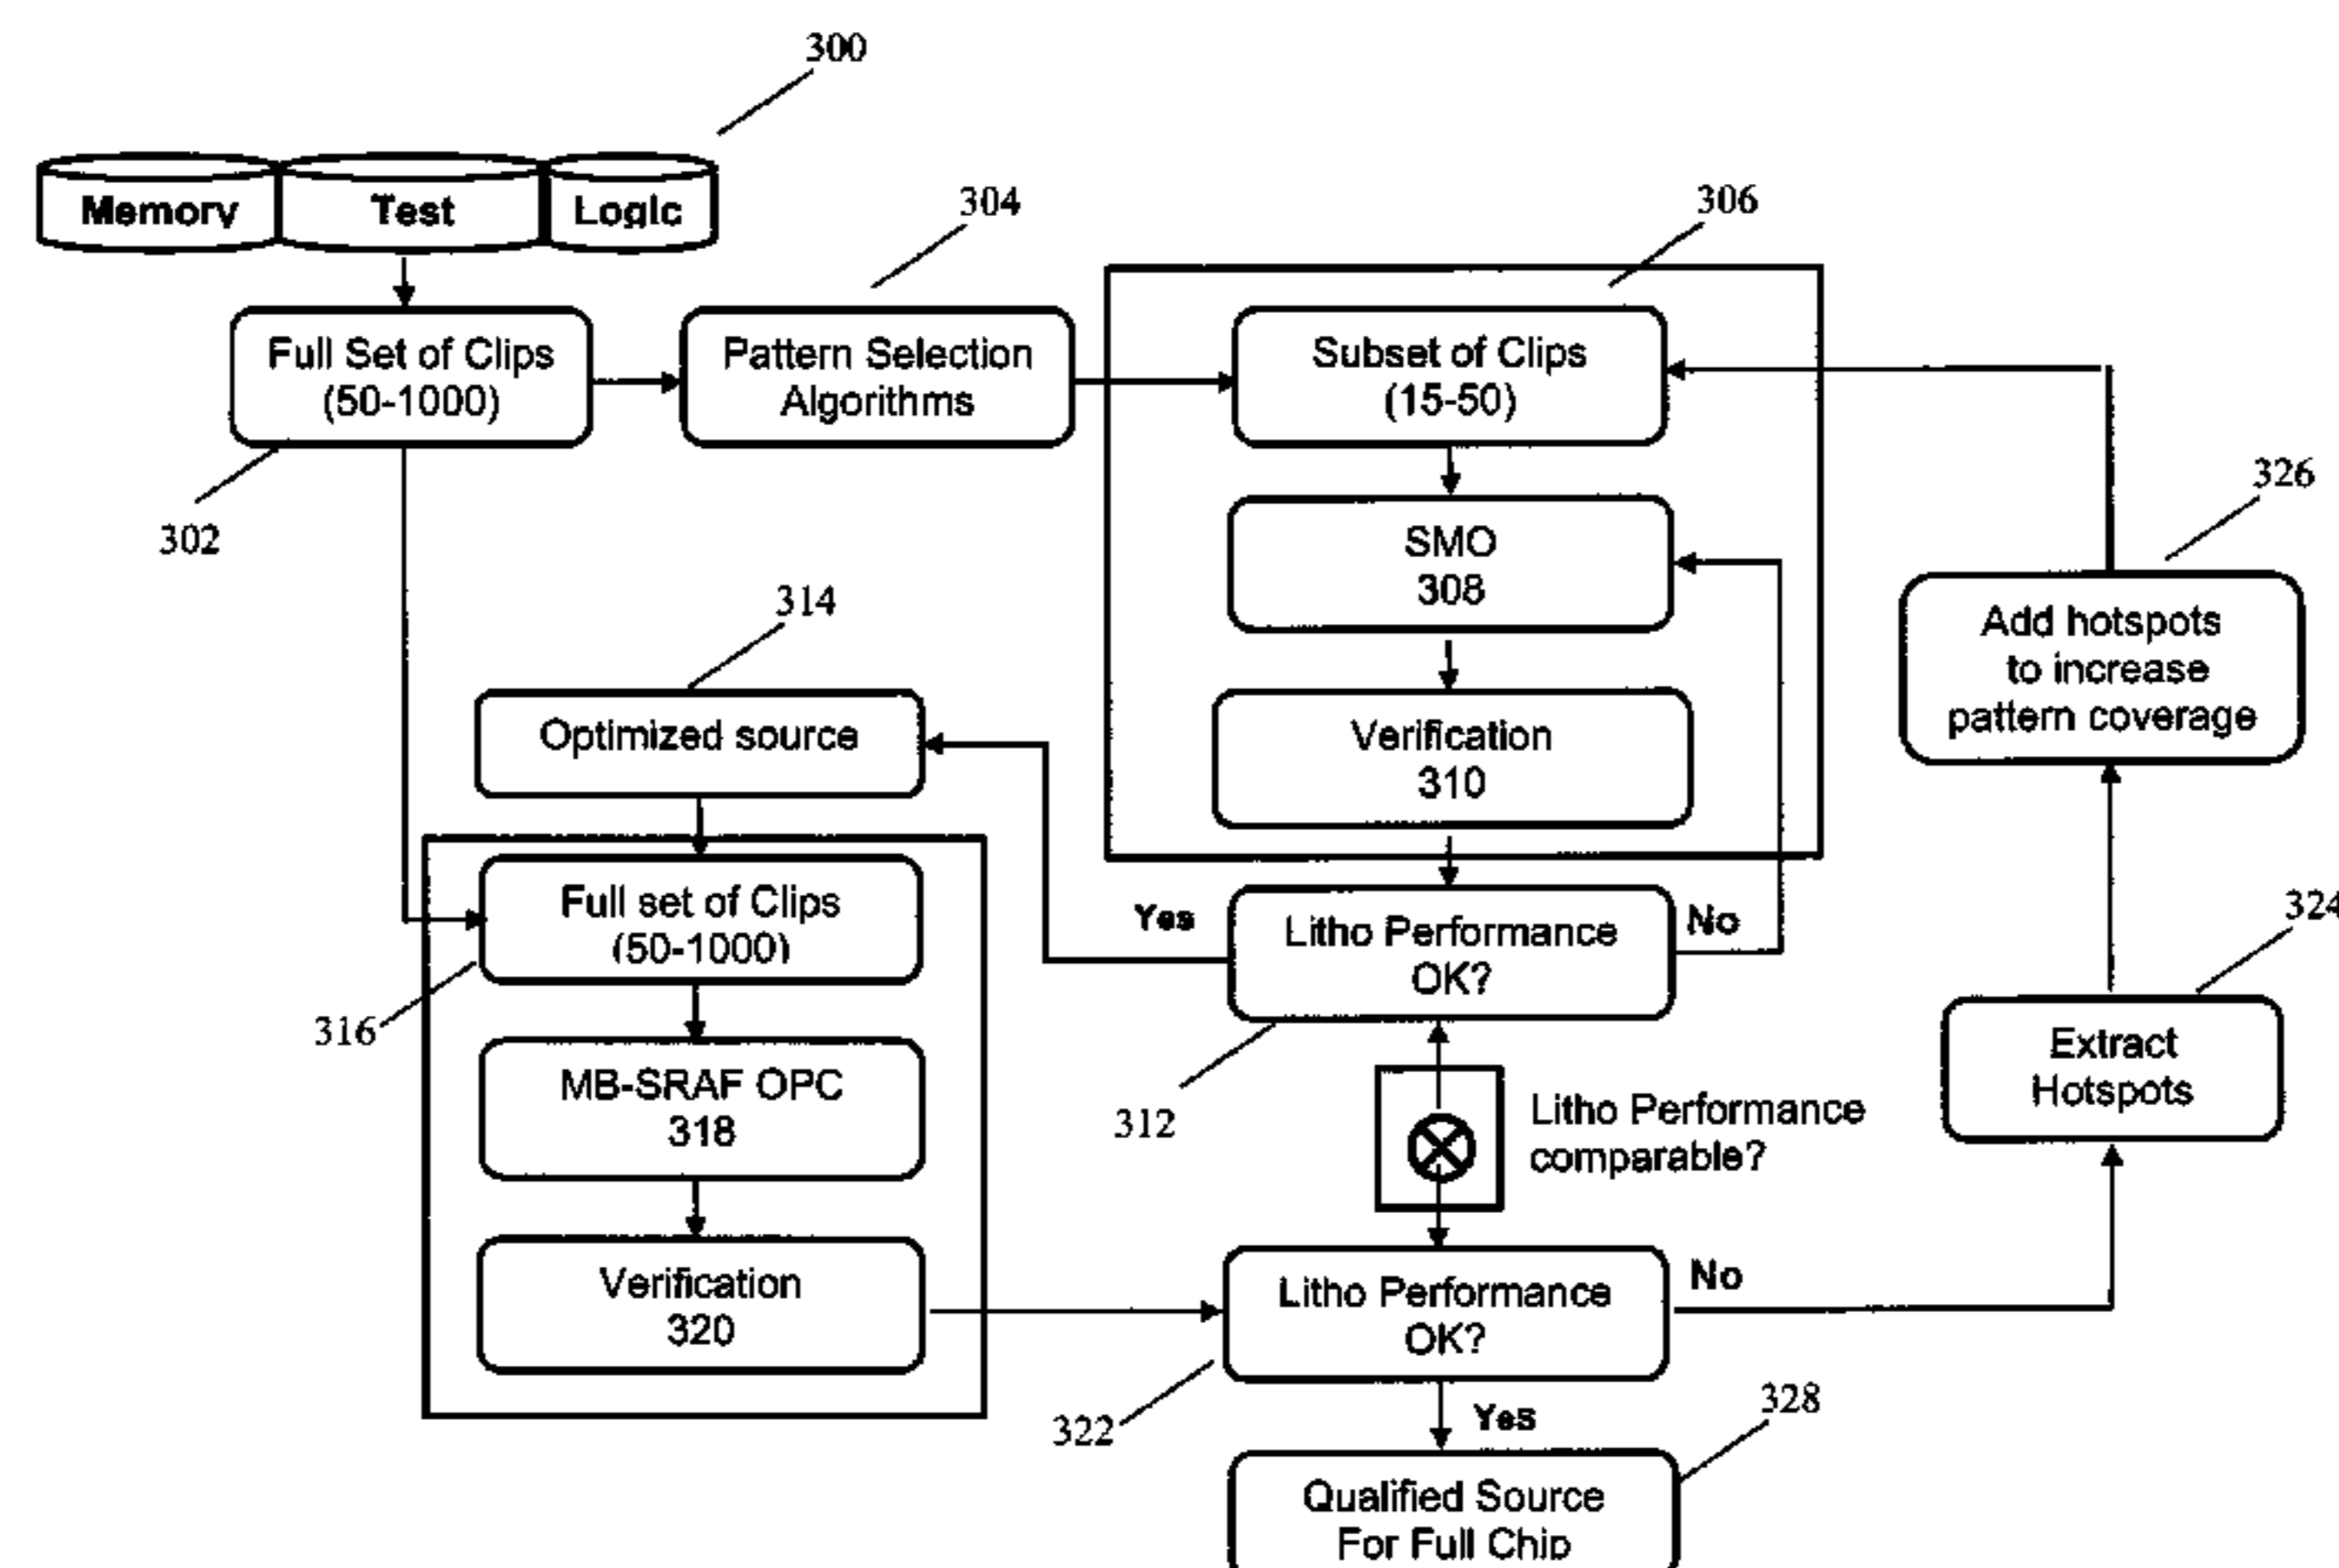 300
Memory
Test
Logic
304
306
Full Set of Clips
(50-1000)
Pattern Selection
Algorithms
Subset of Clips
(15-50)
302
SMO
308
326
Add hotspots
to increase
pattern coverage
314
Optimized source
Verification
310
Full set of Clips
(50-1000)
316
Yes
Litho Performance
OK?
No
312
324
Extract
Hotspots
MB-SRAF OPC
318
Litho Performance
comparable?
Verification
320
Litho Performance
OK?
No
322
Yes
328
Qualified Source
For Full Chip